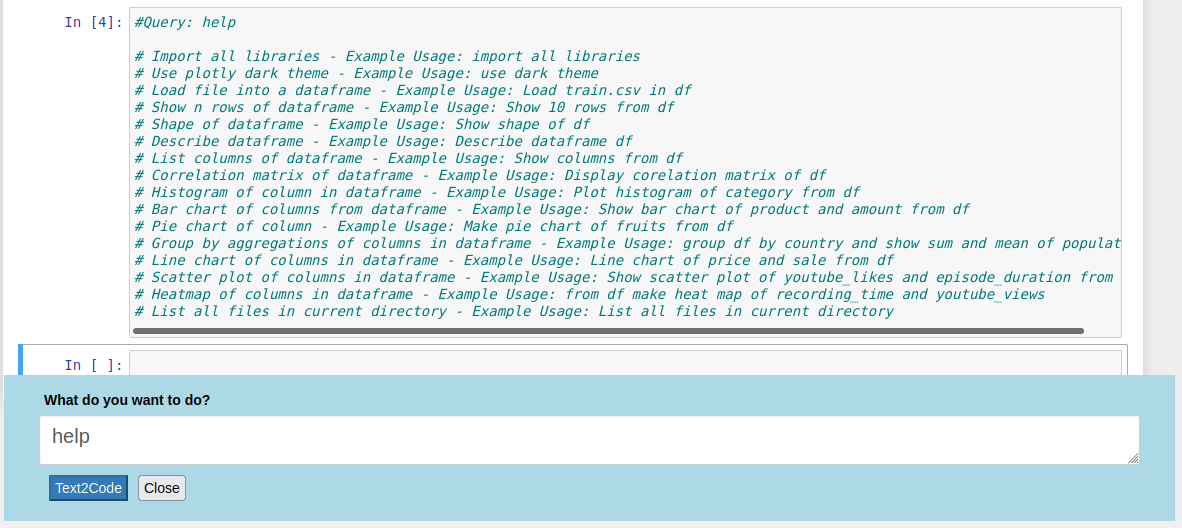 In [4]: #Query: help
# Import all libraries - Example Usage: import all libraries
# Use plotly dark theme - Example Usage: use dark theme
# Load file into a dataframe - Example Usage: Load train.csv in df
# Show n rows of dataframe - Example Usage: Show 10 rows from df
# Shape of dataframe - Example Usage: Show shape of df
# Describe dataframe - Example Usage: Describe dataframe df
# List columns of dataframe - Example Usage: Show columns from df
# Correlation matrix of dataframe - Example Usage: Display corelation matrix of df
# Histogram of column in dataframe - Example Usage: Plot histogram of category from df
# Bar chart of columns from dataframe - Example Usage: Show bar chart of product and amount from df
# Pie chart of column - Example Usage: Make pie chart of fruits from df
# Group by aggregations of columns in dataframe - Example Usage: group df by country and show sum and mean of populat
# Line chart of columns in dataframe - Example Usage: Line chart of price and sale from df
# Scatter plot of columns in dataframe - Example Usage: Show scatter plot of youtube_likes and episode_duration from
# Heatmap of columns in dataframe - Example Usage: from df make heat map of recording_time and youtube_views
# List all files in current directory - Example Usage: List all files in current directory
In [ ]:
What do you want to do?
help
Text2Code Close